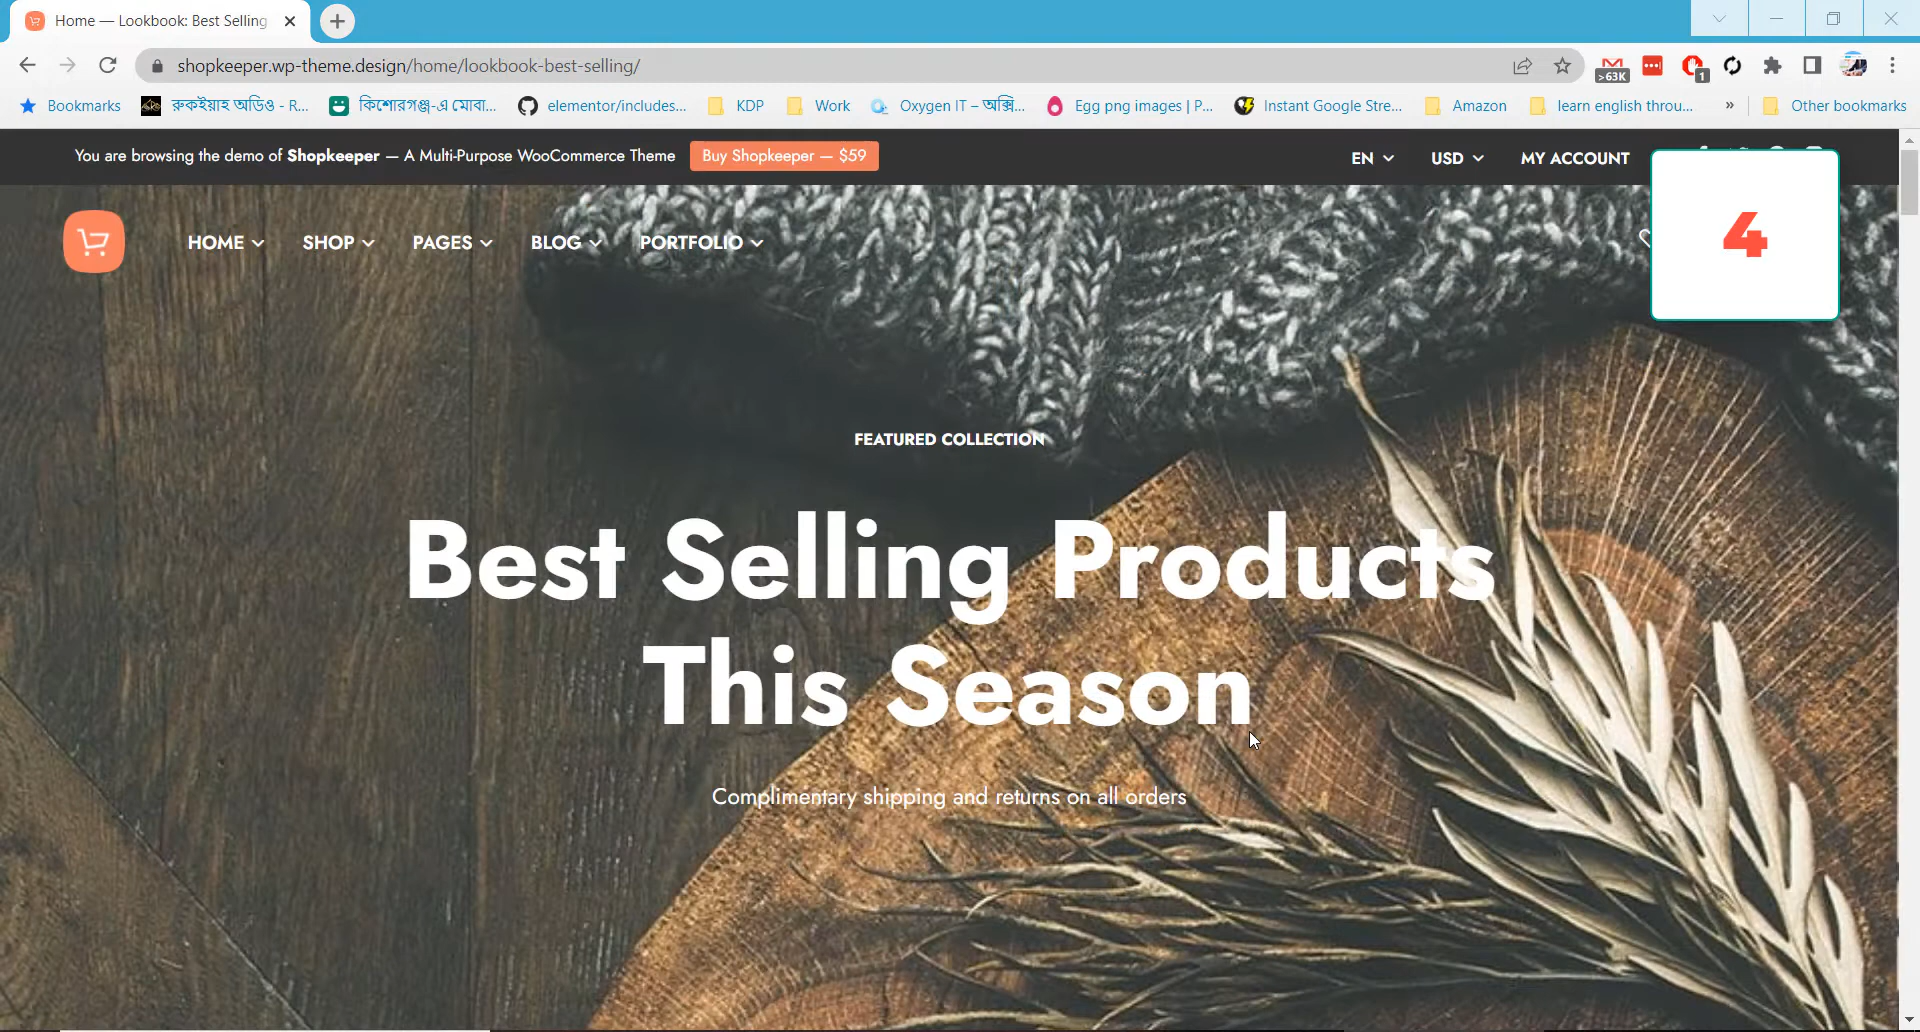 Home — Lookbook: Best Selling
shopkeeper.wp-theme.design/home/lookbook-best-selling/
>63K
1
Bookmarks
রুকইয়াহ অডিও - R...
কিশোরগঞ্জ-এ মোবা...
elementor/includes...
KDP
Work
Oxygen IT – অক্সি...
Egg png images | P...
Instant Google Stre...
Amazon
learn english throu...
»
Other bookmarks
You are browsing the demo of Shopkeeper — A Multi-Purpose WooCommerce Theme
Buy Shopkeeper — $59
EN
USD
MY ACCOUNT
HOME
SHOP
PAGES
BLOG
PORTFOLIO
4
FEATURED COLLECTION
Best Selling Products
This Season
Complimentary shipping and returns on all orders